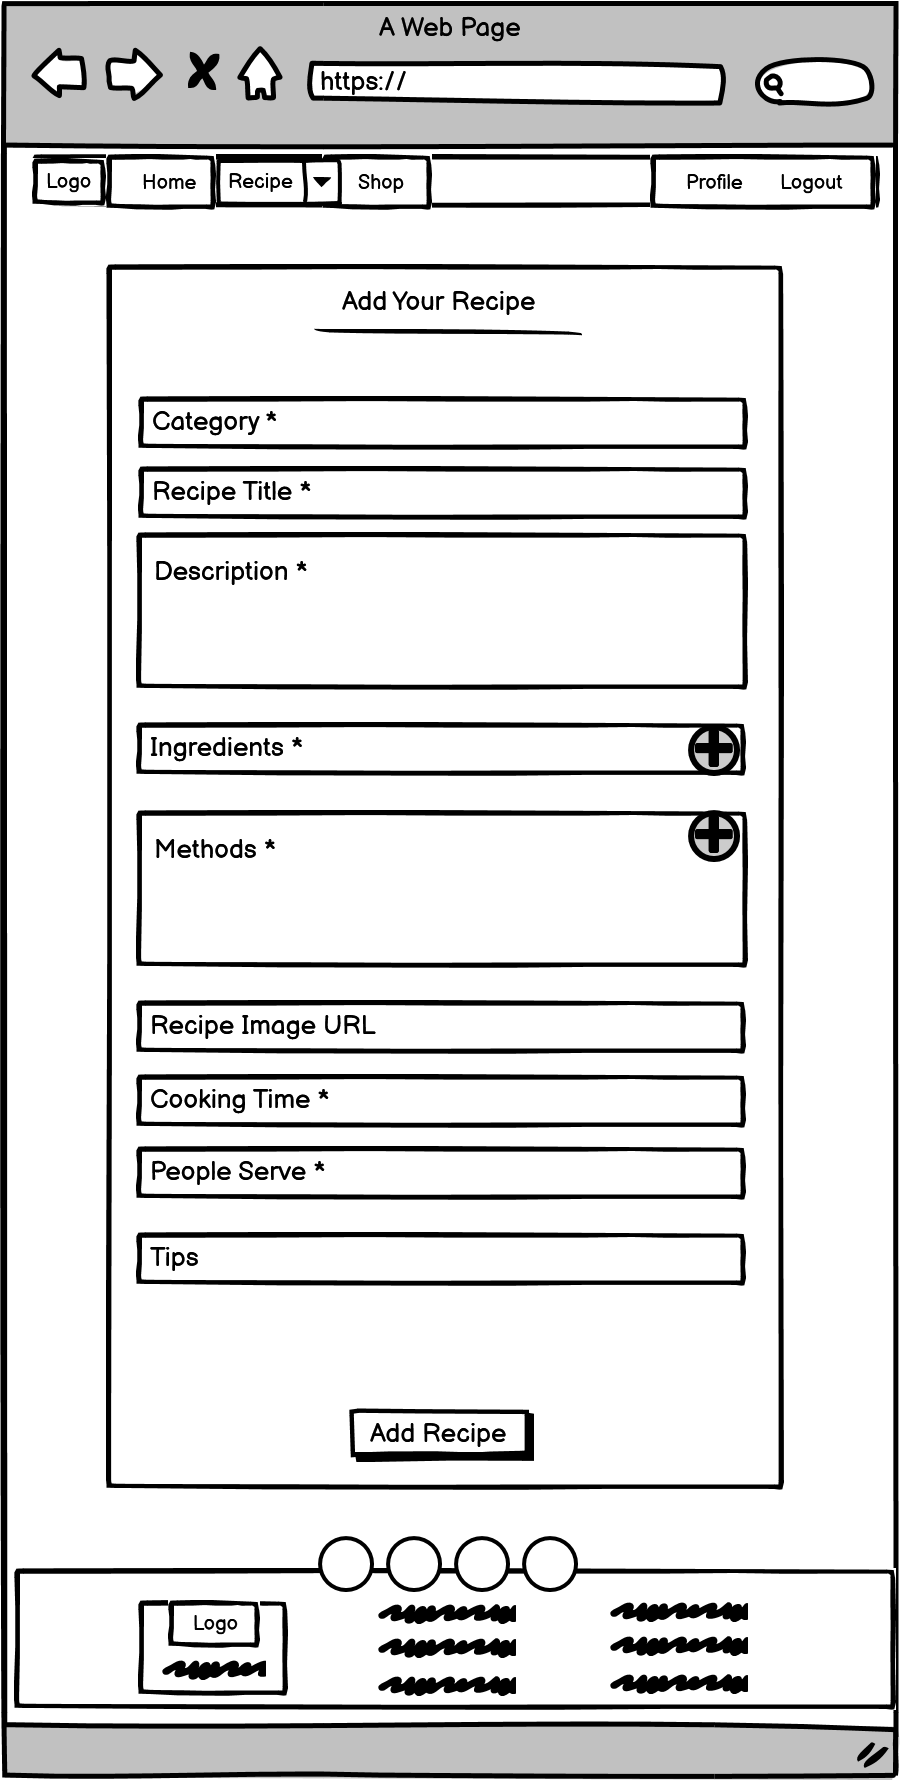 A Web Page
https://
Logo Home Recipe Shop Profile Logout
Add Your Recipe
Category *
Recipe Title *
Description *
Ingredients *
Methods *
Recipe Image URL
Cooking Time *
People Serve *
Tips
Add Recipe
Logo